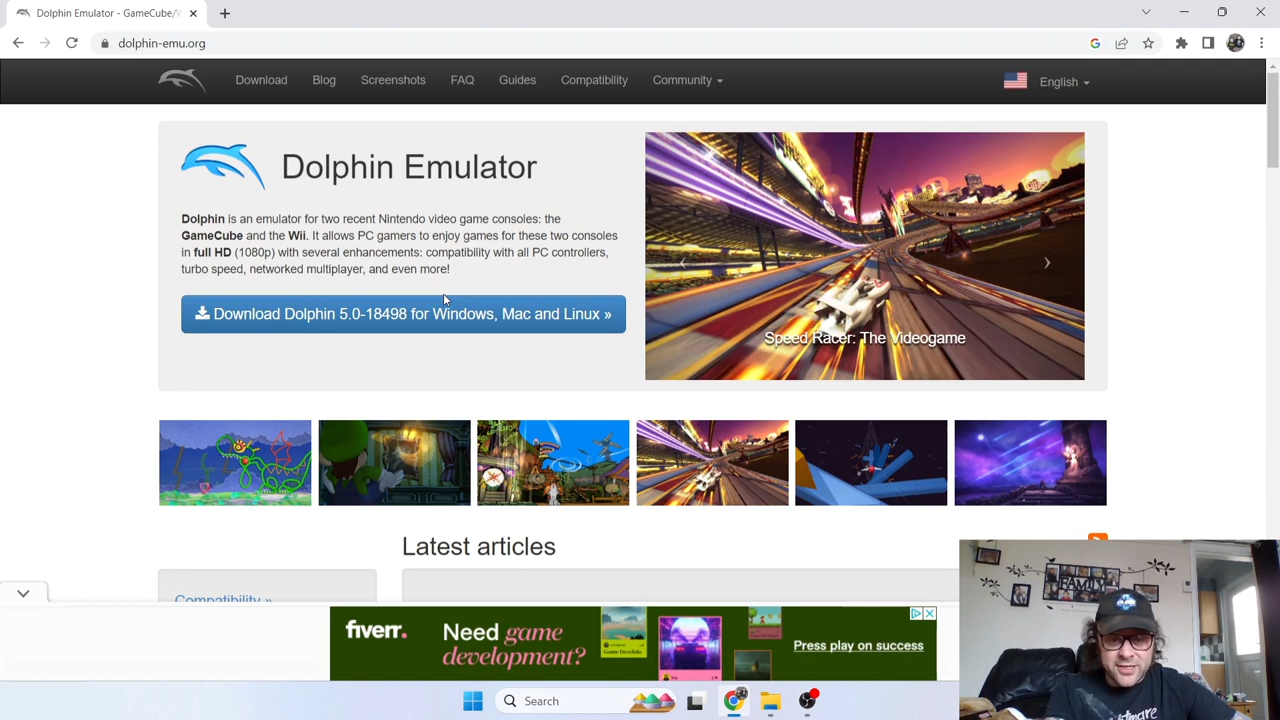 Dolphin Emulator - GameCube/
dolphin-emu.org
Download Blog Screenshots FAQ Guides Compatibility Community English
Dolphin Emulator
Dolphin is an emulator for two recent Nintendo video game consoles: the
GameCube and the Wii. It allows PC gamers to enjoy games for these two consoles
in full HD (1080p) with several enhancements: compatibility with all PC controllers,
turbo speed, networked multiplayer, and even more!
Download Dolphin 5.0-18498 for Windows, Mac and Linux »
Speed Racer: The Videogame
Latest articles
Compatibility »
fiverr.
Need game
development?
Press play on success
FAMILY
Search